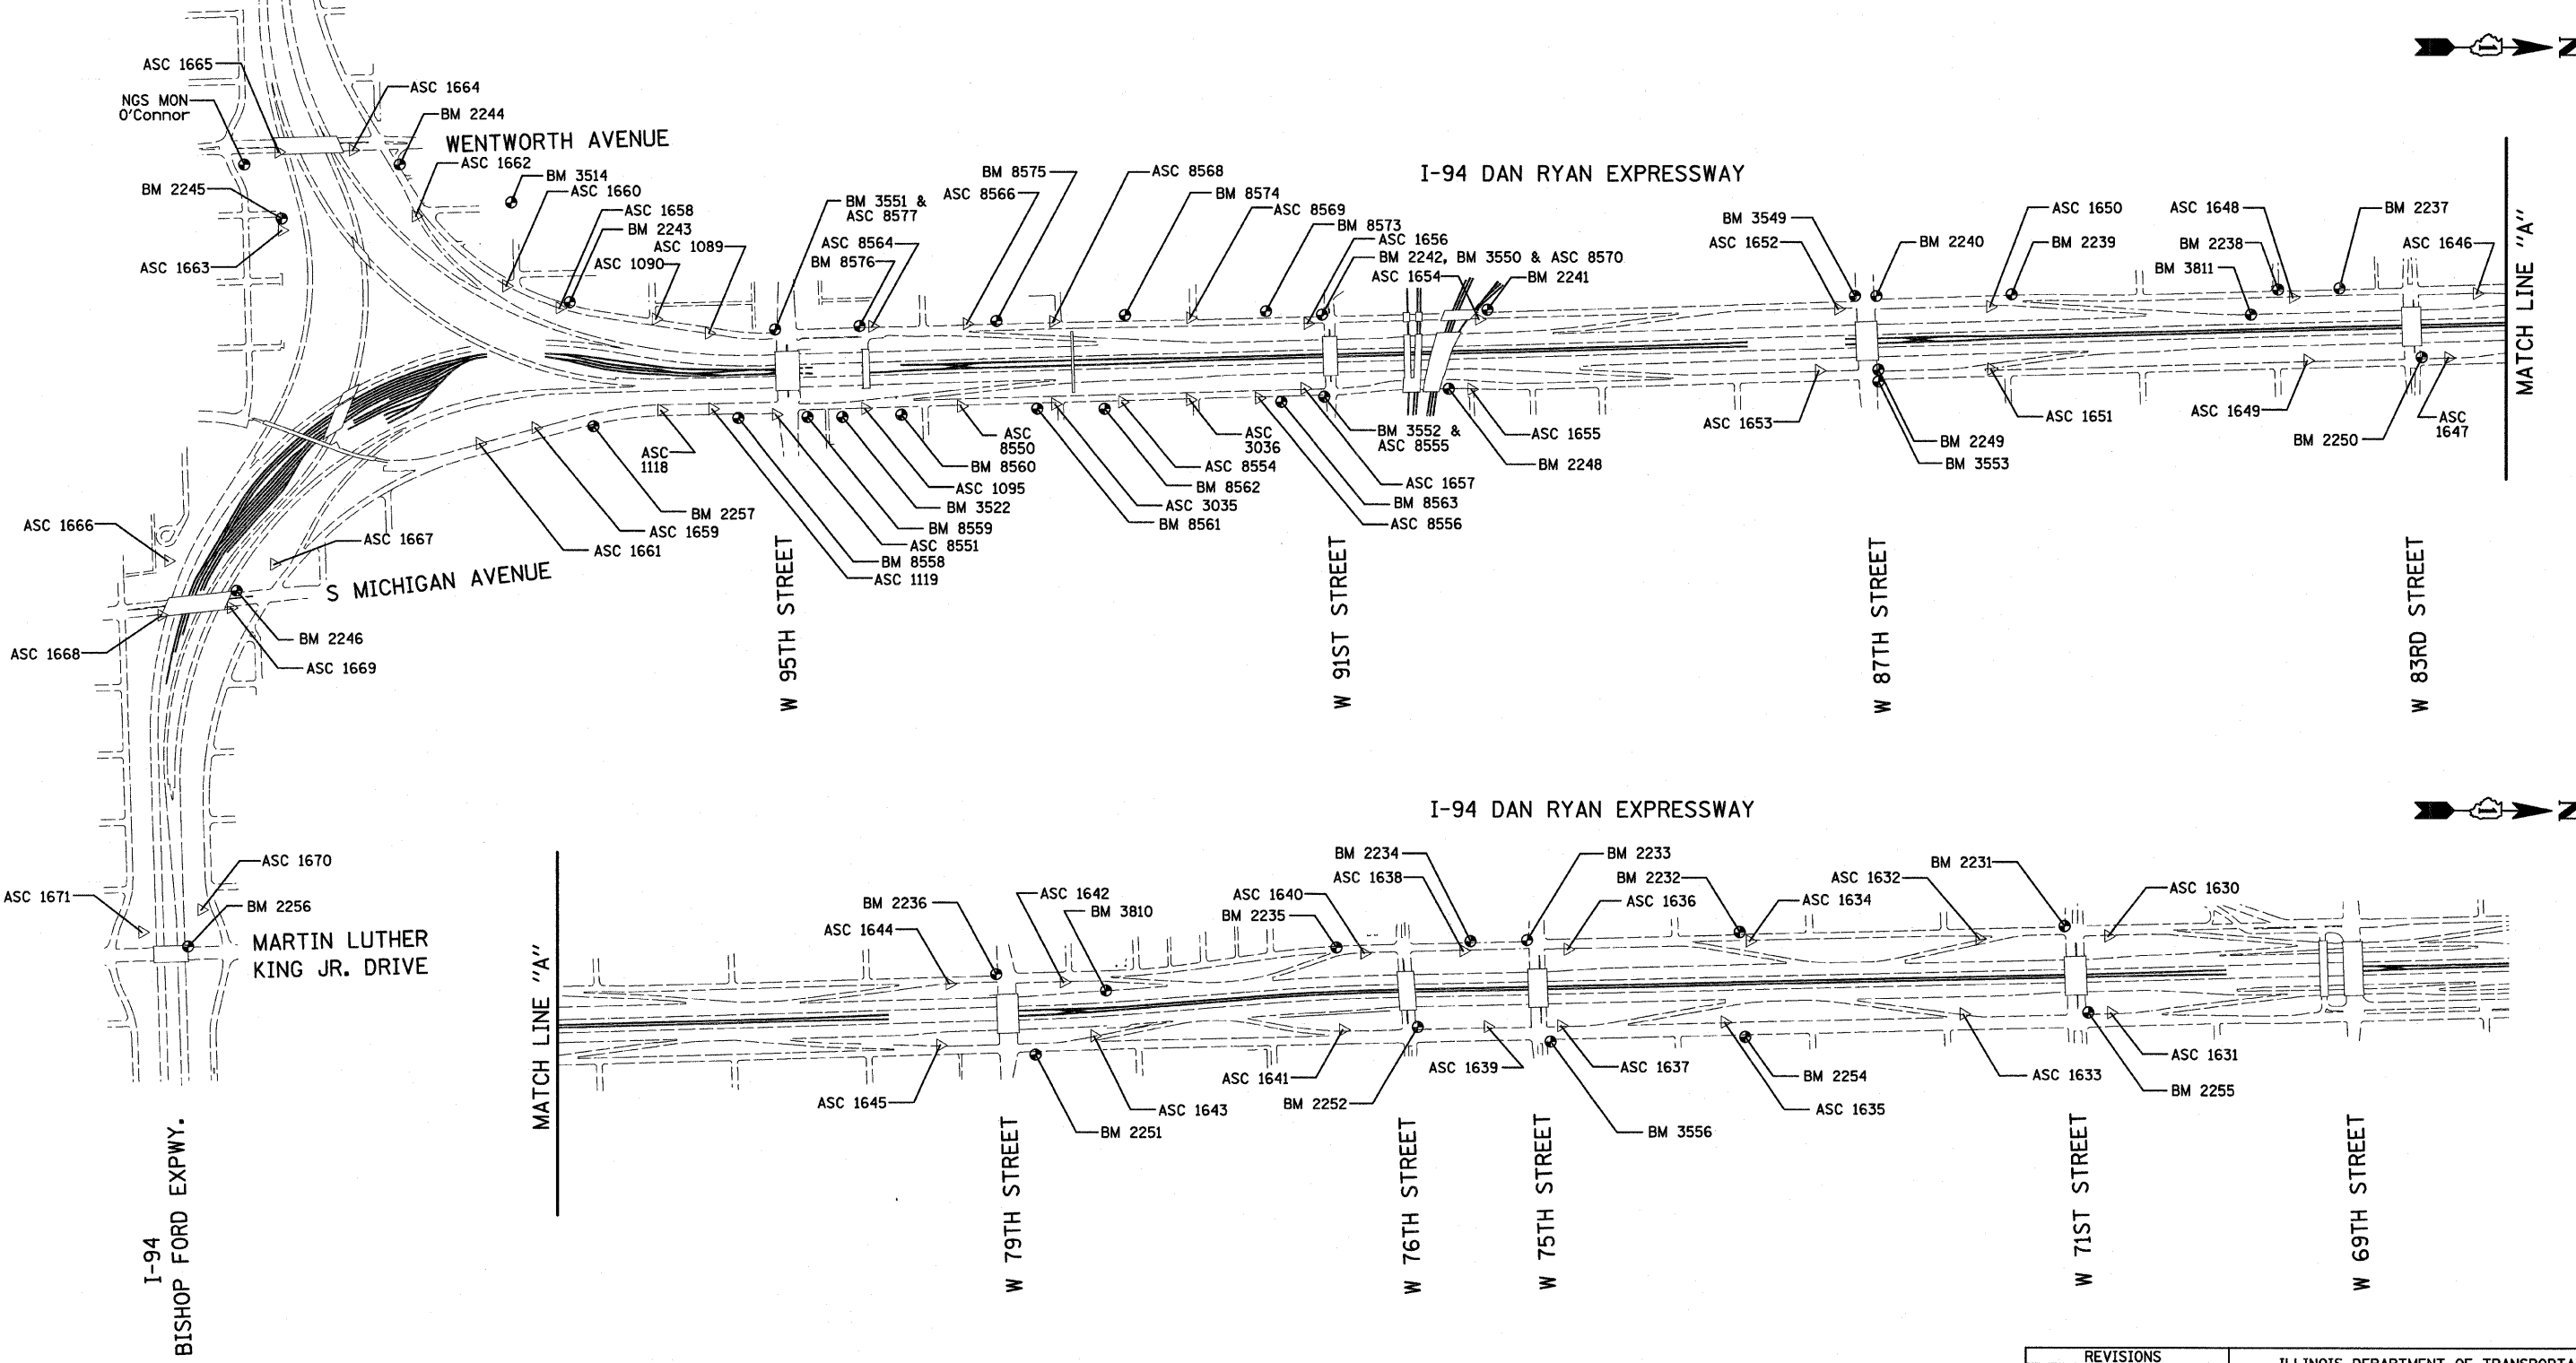 ASC 1665
NGS MON
O'Connor
ASC 1664
BM 2244
WENTWORTH AVENUE
ASC 1662
BM 2245
BM 3514
ASC 1660
ASC 1658
BM 2243
ASC 1089
ASC 1090
ASC 1663
BM 3551 &
ASC 8577
ASC 8564
BM 8576
BM 8575
ASC 8566
ASC 8568
BM 8574
ASC 8569
BM 8573
ASC 1656
BM 2242, BM 3550 & ASC 8570
ASC 1654
BM 2241
I-94 DAN RYAN EXPRESSWAY
BM 3549
ASC 1652
BM 2240
ASC 1650
BM 2239
ASC 1648
BM 2238
BM 3811
BM 2237
ASC 1646
N
MATCH LINE "A"
ASC
1118
BM 2257
ASC 1659
ASC 1661
ASC
8550
BM 8560
ASC 1095
BM 3522
BM 8559
ASC 8551
BM 8558
ASC 1119
ASC
3036
ASC 8554
BM 8562
ASC 3035
BM 8561
BM 3552 &
ASC 8555
ASC 1657
BM 8563
ASC 8556
ASC 1655
BM 2248
ASC 1653
BM 2249
BM 3553
ASC 1651
ASC 1649
BM 2250
ASC
1647
ASC 1666
ASC 1667
S MICHIGAN AVENUE
BM 2246
ASC 1668
ASC 1669
W 95TH STREET
W 91ST STREET
W 87TH STREET
W 83RD STREET
ASC 1670
ASC 1671
BM 2256
MARTIN LUTHER
KING JR. DRIVE
I-94
BISHOP FORD EXPWY.
I-94 DAN RYAN EXPRESSWAY
N
MATCH LINE "A"
BM 2236
ASC 1644
ASC 1642
BM 3810
ASC 1640
BM 2235
BM 2234
ASC 1638
BM 2233
BM 2232
ASC 1636
ASC 1634
ASC 1632
BM 2231
ASC 1630
ASC 1645
ASC 1643
BM 2251
ASC 1641
BM 2252
ASC 1639
ASC 1637
BM 3556
BM 2254
ASC 1635
ASC 1633
ASC 1631
BM 2255
W 79TH STREET
W 76TH STREET
W 75TH STREET
W 71ST STREET
W 69TH STREET
REVISIONS
ILLINOIS DEPARTMENT OF TRANSPORTA